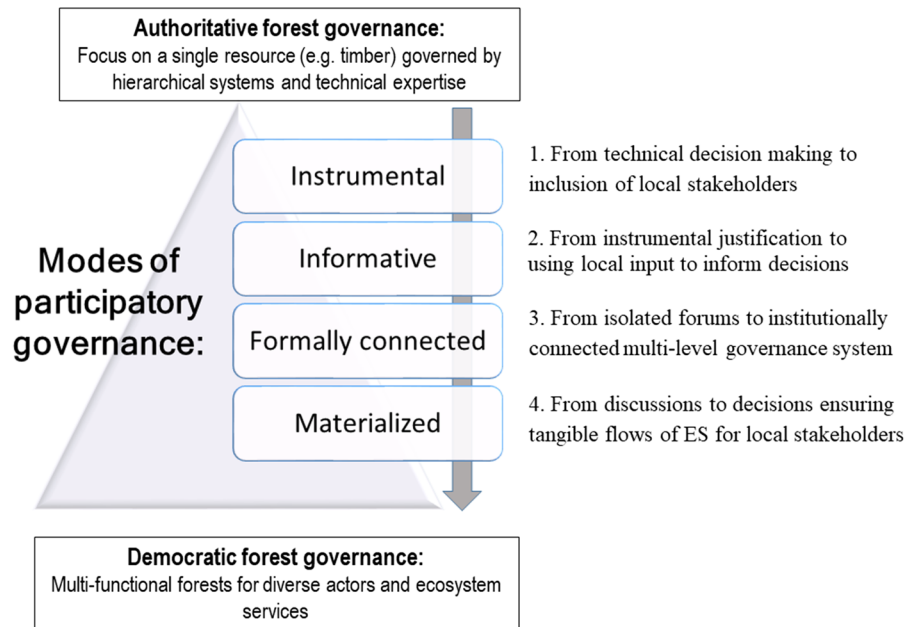 Authoritative forest governance:
Focus on a single resource (e.g. timber) governed by
hierarchical systems and technical expertise
Modes of
participatory
governance:
Instrumental
1. From technical decision making to
inclusion of local stakeholders
Informative
2. From instrumental justification to
using local input to inform decisions
Formally connected
3. From isolated forums to institutionally
connected multi-level governance system
Materialized
4. From discussions to decisions ensuring
tangible flows of ES for local stakeholders
Democratic forest governance:
Multi-functional forests for diverse actors and ecosystem
services